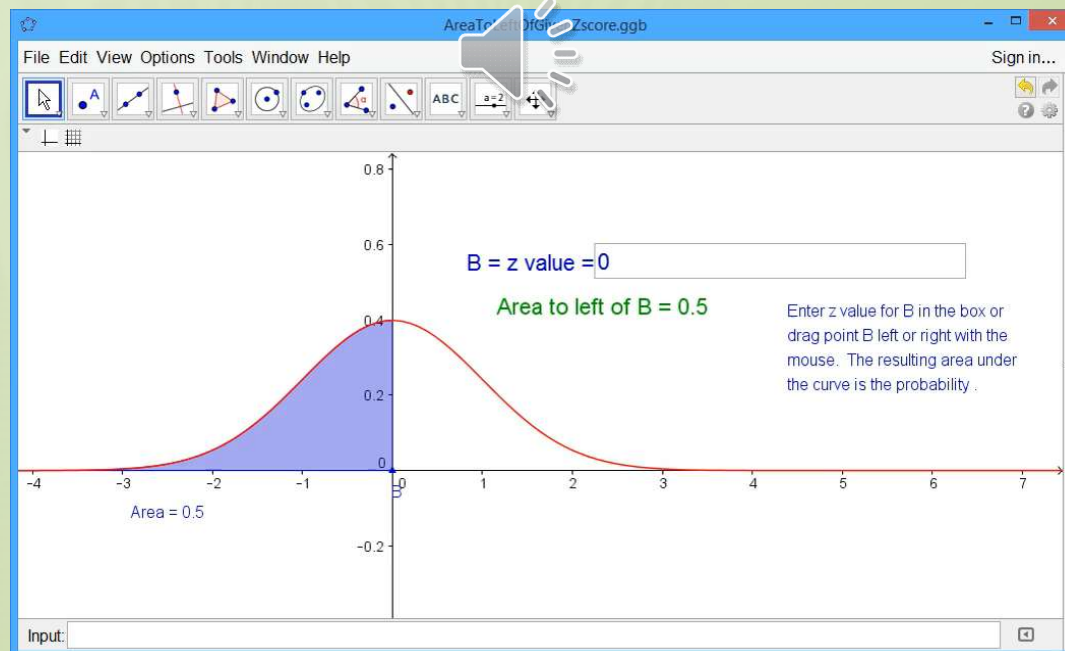 AreaToLeftOfGivenZscore.ggb
File Edit View Options Tools Window Help
Sign in...
A
α
ABC
a=2
0.8
0.6
B = z value = 0
Area to left of B = 0.5
Enter z value for B in the box or
drag point B left or right with the
mouse. The resulting area under
the curve is the probability .
0.4
0.2
0
-4 -3 -2 -1 0 1 2 3 4 5 6 7
B
Area = 0.5
-0.2
Input: